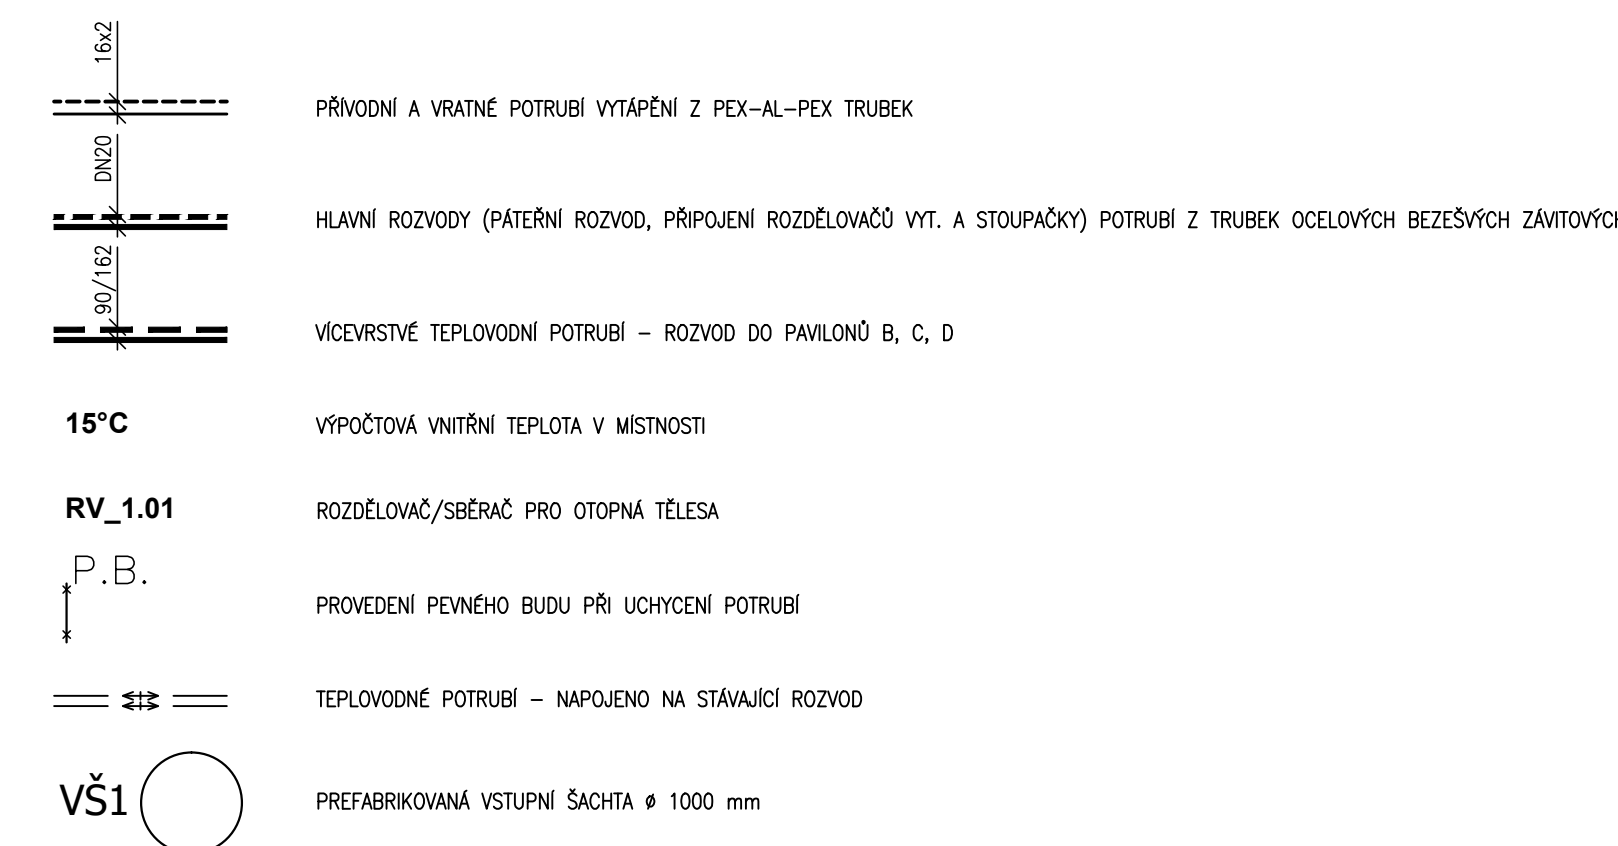 16x2
PŘÍVODNÍ A VRATNÉ POTRUBÍ VYTÁPĚNÍ Z PEX-AL-PEX TRUBEK
DN20
HLAVNÍ ROZVODY (PÁTEŘNÍ ROZVOD, PŘIPOJENÍ ROZDĚLOVAČŮ VYT. A STOUPAČKY) POTRUBÍ Z TRUBEK OCELOVÝCH BEZEŠVÝCH ZÁVITOVÝCH
90/162
VÍCEVRSTVÉ TEPLOVODNÍ POTRUBÍ – ROZVOD DO PAVILONŮ B, C, D
15°C VÝPOČTOVÁ VNITŘNÍ TEPLOTA V MÍSTNOSTI
RV_1.01 ROZDĚLOVAČ/SBĚRAČ PRO OTOPNÁ TĚLESA
P.B.
PROVEDENÍ PEVNÉHO BUDU PŘI UCHYCENÍ POTRUBÍ
TEPLOVODNÉ POTRUBÍ – NAPOJENO NA STÁVAJÍCÍ ROZVOD
VŠ1 PREFABRIKOVANÁ VSTUPNÍ ŠACHTA ø 1000 mm